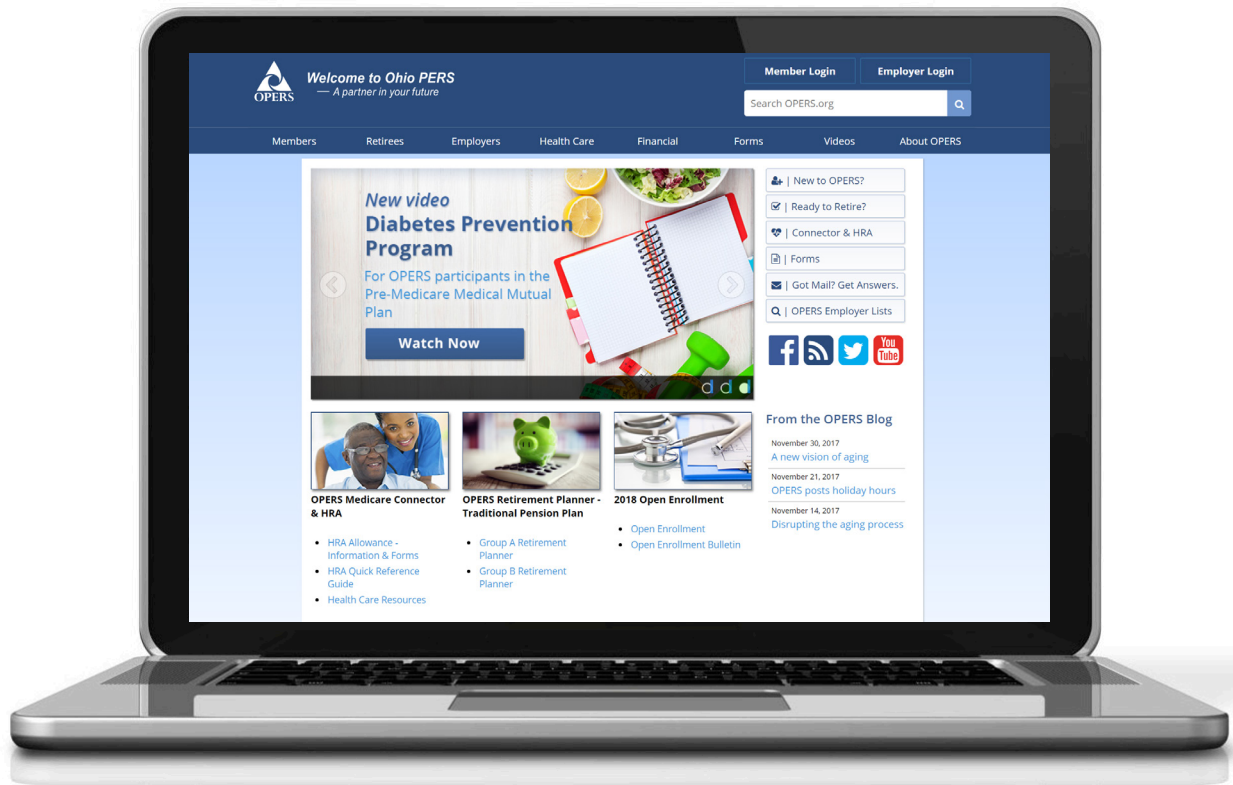 OPERS
Welcome to Ohio PERS
— A partner in your future
Member Login
Employer Login
Search OPERS.org
Members
Retirees
Employers
Health Care
Financial
Forms
Videos
About OPERS
New video
Diabetes Prevention
Program
For OPERS participants in the
Pre-Medicare Medical Mutual
Plan
Watch Now
| New to OPERS?
| Ready to Retire?
| Connector & HRA
| Forms
| Got Mail? Get Answers.
| OPERS Employer Lists
You
Tube
OPERS Medicare Connector
& HRA
• HRA Allowance -
Information & Forms
• HRA Quick Reference
Guide
• Health Care Resources
OPERS Retirement Planner -
Traditional Pension Plan
• Group A Retirement
Planner
• Group B Retirement
Planner
2018 Open Enrollment
• Open Enrollment
• Open Enrollment Bulletin
From the OPERS Blog
November 30, 2017
A new vision of aging
November 21, 2017
OPERS posts holiday hours
November 14, 2017
Disrupting the aging process